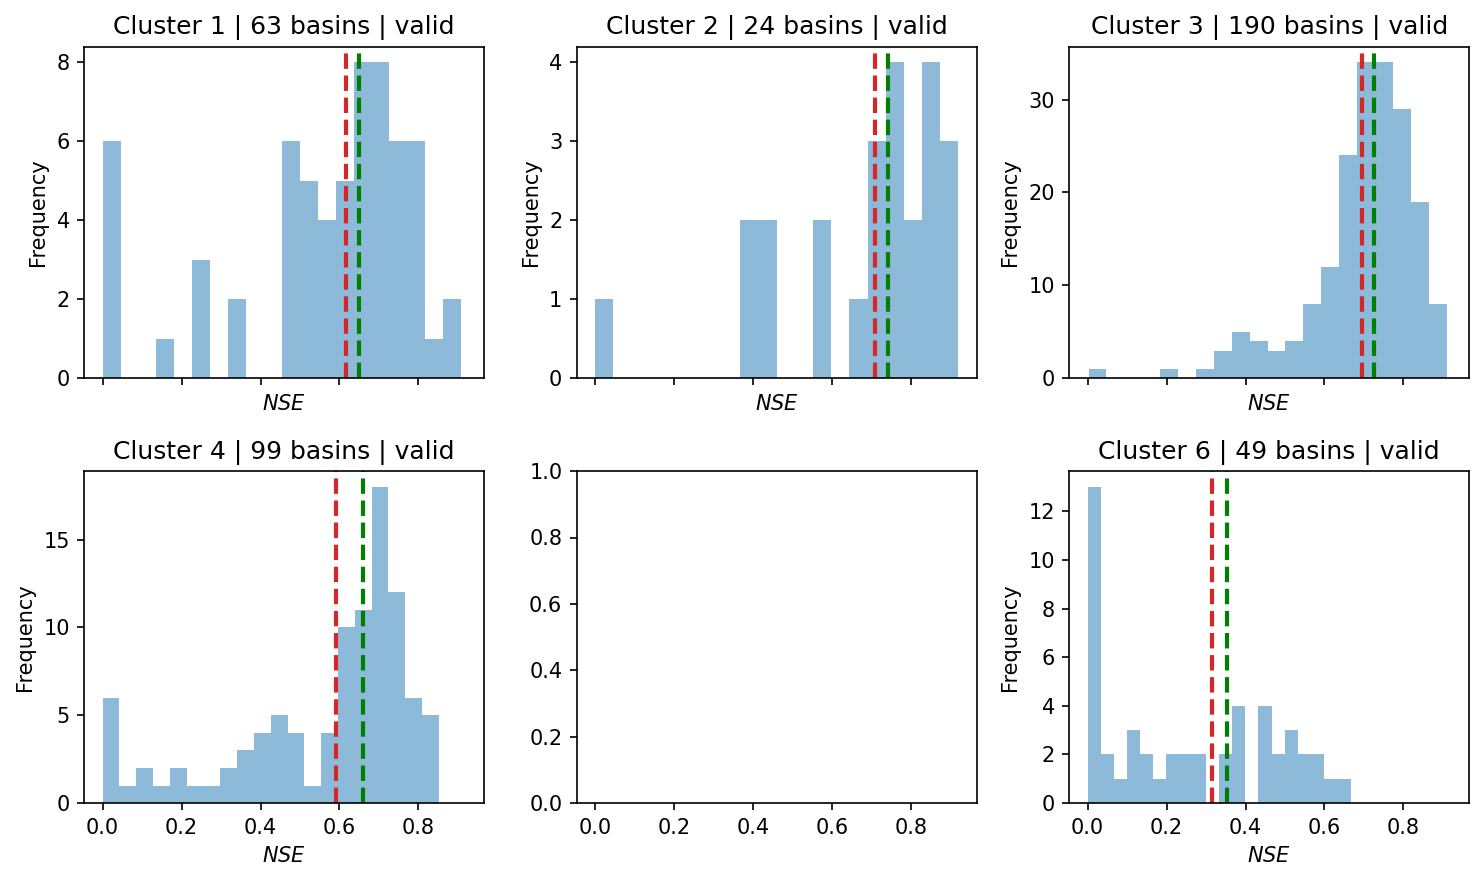 Cluster 1 | 63 basins | valid
8
6
4
2
0
Frequency
NSE
Cluster 2 | 24 basins | valid
4
3
2
1
0
Frequency
NSE
Cluster 3 | 190 basins | valid
30
20
10
0
Frequency
NSE
Cluster 4 | 99 basins | valid
15
10
5
0
Frequency
0.0 0.2 0.4 0.6 0.8
NSE
1.0
0.8
0.6
0.4
0.2
0.0
0.0 0.2 0.4 0.6 0.8
Cluster 6 | 49 basins | valid
12
10
8
6
4
2
0
Frequency
0.0 0.2 0.4 0.6 0.8
NSE